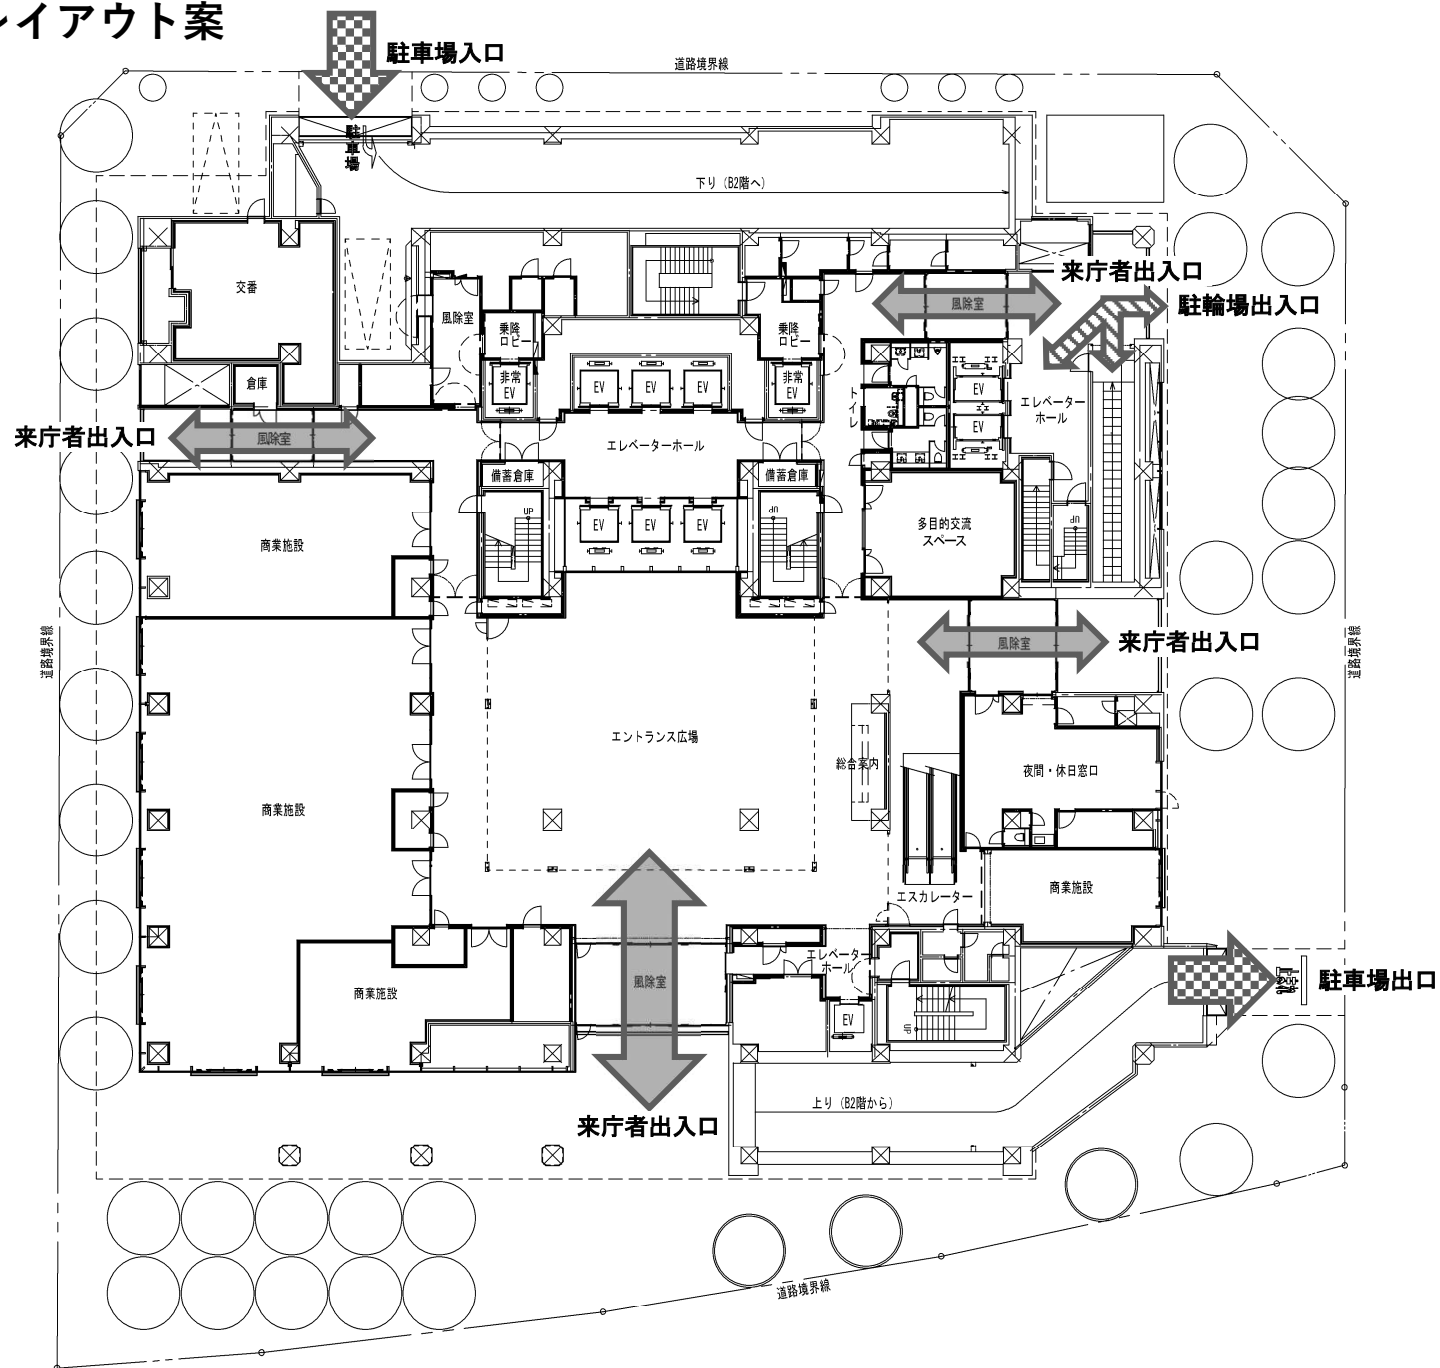 レイアウト案
駐車場入口
道路境界線
駐車場
下り（B2階へ）
交番
風除室
乗降
ロビー
乗降
ロビー
風除室
来庁者出入口
駐輪場出入口
倉庫
非常
EV
EV
EV
EV
非常
EV
トイレ
EV
EV
エレベーター
ホール
来庁者出入口
風除室
エレベーターホール
備蓄倉庫
備蓄倉庫
UP
EV
EV
EV
UP
多目的交流
スペース
UP
商業施設
道路境界線
風除室
来庁者出入口
道路境界線
エントランス広場
総合案内
夜間・休日窓口
商業施設
エスカレーター
商業施設
エレベーター
ホール
風除室
商業施設
EV
UP
駐車場出口
上り（B2階から）
来庁者出入口
道路境界線